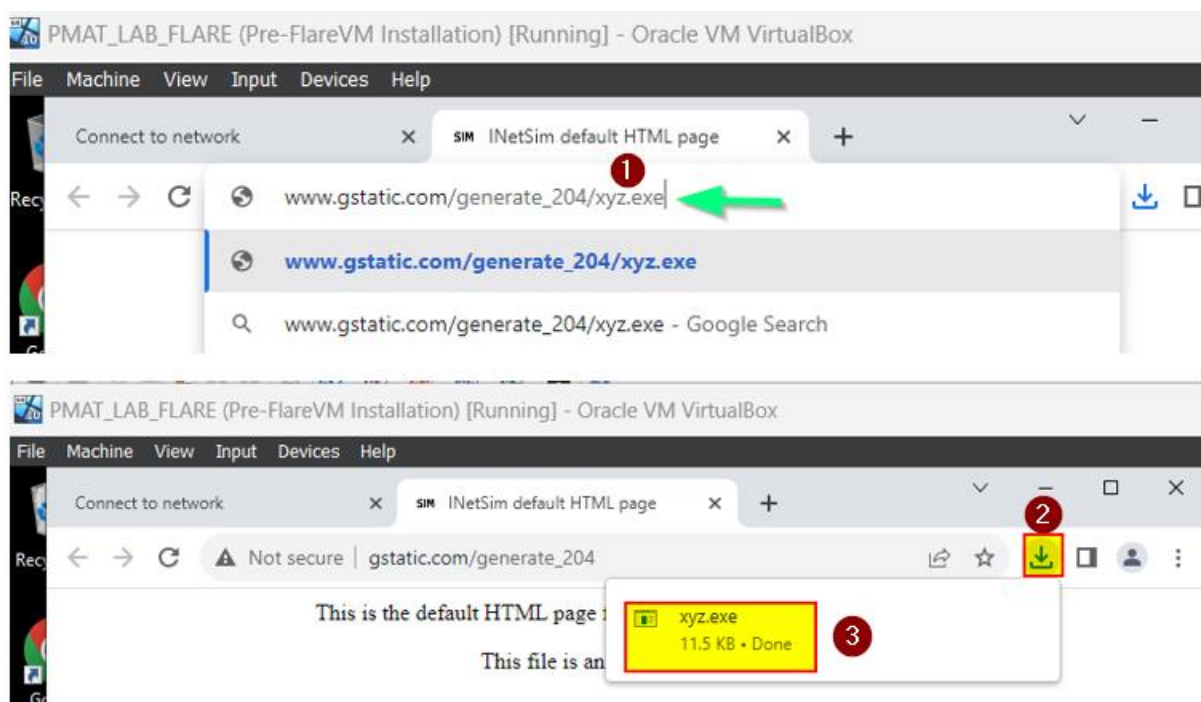 PMAT_LAB_FLARE (Pre-FlareVM Installation) [Running] - Oracle VM VirtualBox
File Machine View Input Devices Help
Connect to network SIM INetSim default HTML page
1
www.gstatic.com/generate_204/xyz.exe
www.gstatic.com/generate_204/xyz.exe
www.gstatic.com/generate_204/xyz.exe - Google Search
PMAT_LAB_FLARE (Pre-FlareVM Installation) [Running] - Oracle VM VirtualBox
File Machine View Input Devices Help
Connect to network SIM INetSim default HTML page
2
Not secure | gstatic.com/generate_204
This is the default HTML page
xyz.exe
11.5 KB • Done
3
This file is an